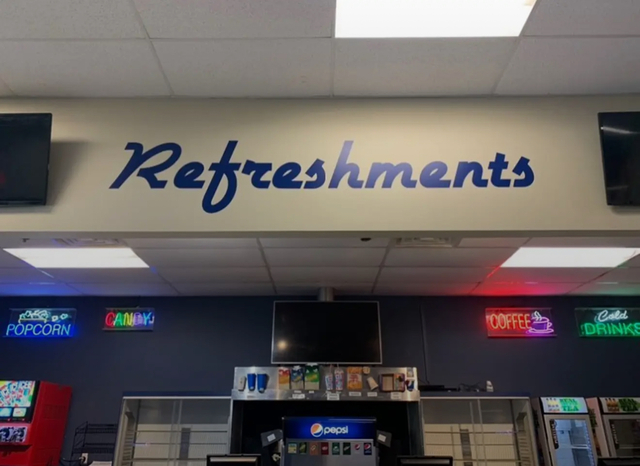 Refreshments
POPCORN
CANDY
COFFEE
Cold
DRINKS
pepsi